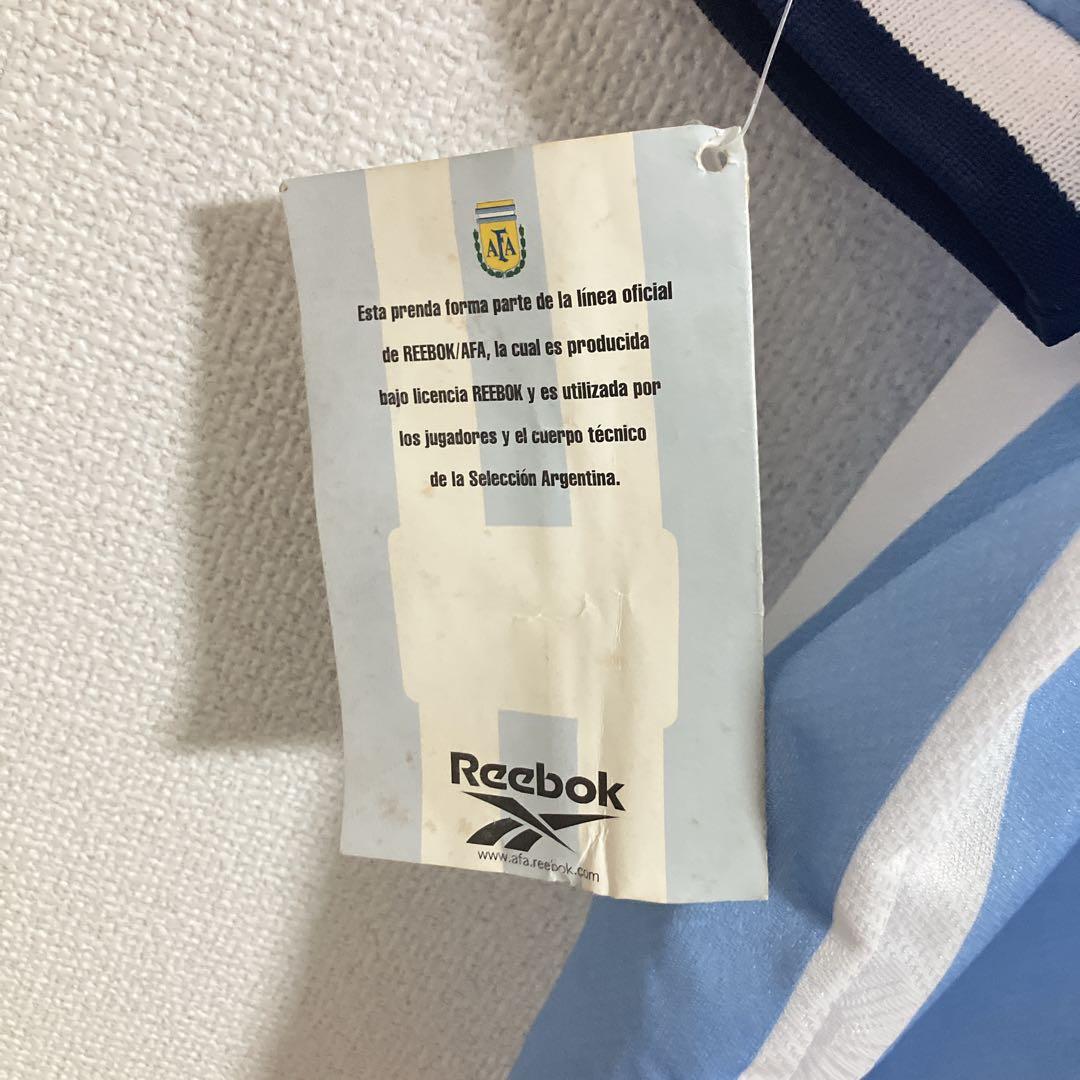 AFA
Esta prenda forma parte de la línea oficial
de REEBOK/AFA, la cual es producida
bajo licencia REEBOK y es utilizada por
los jugadores y el cuerpo técnico
de la Selección Argentina.
Reebok
www.afa.reebok.com